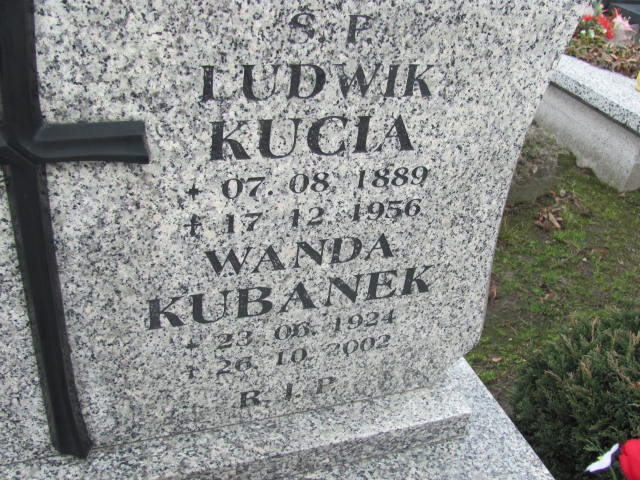 Ś. P.
LUDWIK
KUCIA
* 07. 08. 1889
+ 17. 12. 1956
WANDA
KUBANEK
* 23. 06. 1924
+ 26. 10. 2002
R. I. P.